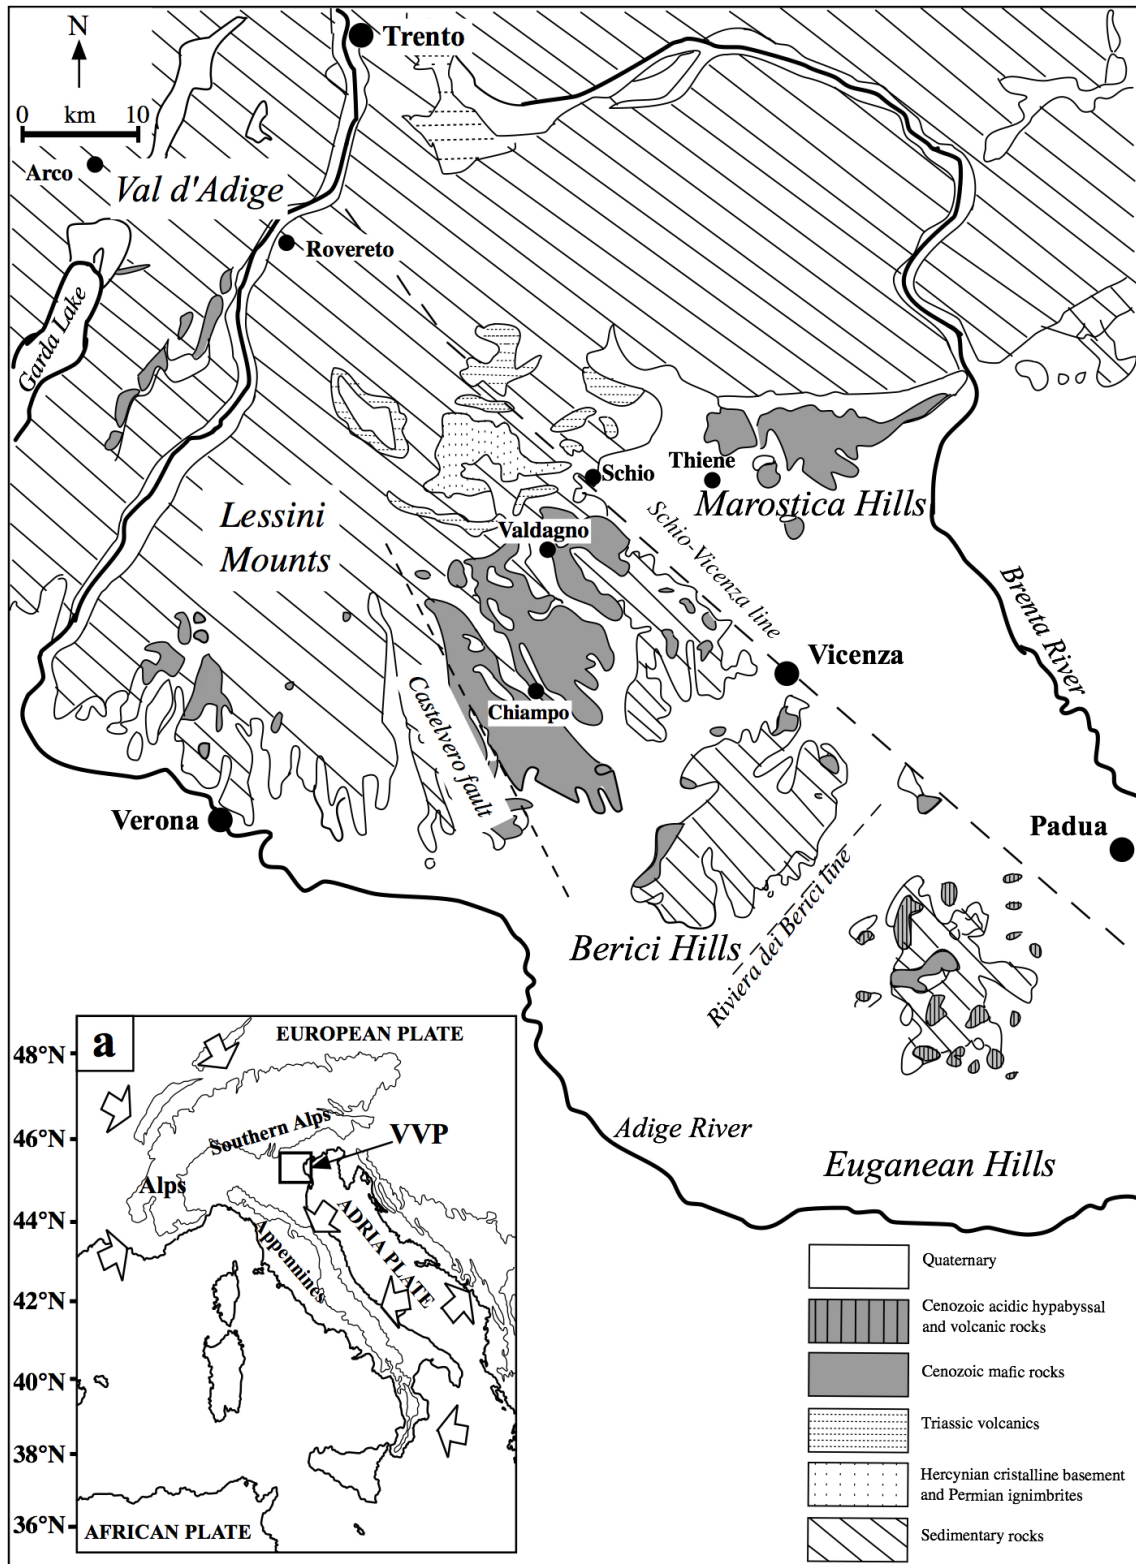 N
Trento
0 km 10
Arco
Val d'Adige
Rovereto
Garda Lake
Schio
Thiene
Marostica Hills
Lessini
Mounts
Valdagno
Schio-Vicenza line
Brenta River
Vicenza
Chiampo
Castelvero fault
Verona
Padua
Berici Hills
Riviera dei Berici line
Adige River
Euganean Hills
a
EUROPEAN PLATE
48°N
46°N
44°N
42°N
40°N
38°N
36°N
Southern Alps
VVP
Alps
Appennines
ADRIA PLATE
AFRICAN PLATE
Quaternary
Cenozoic acidic hypabyssal
and volcanic rocks
Cenozoic mafic rocks
Triassic volcanics
Hercynian cristalline basement
and Permian ignimbrites
Sedimentary rocks